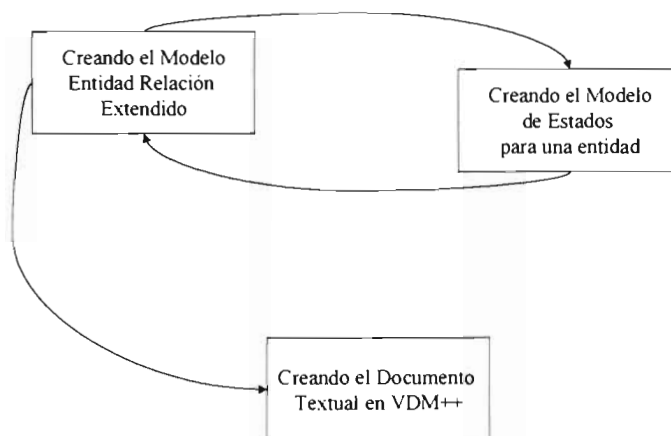 Creando el Modelo
Entidad Relación
Extendido
Creando el Modelo
de Estados
para una entidad
Creando el Documento
Textual en VDM++